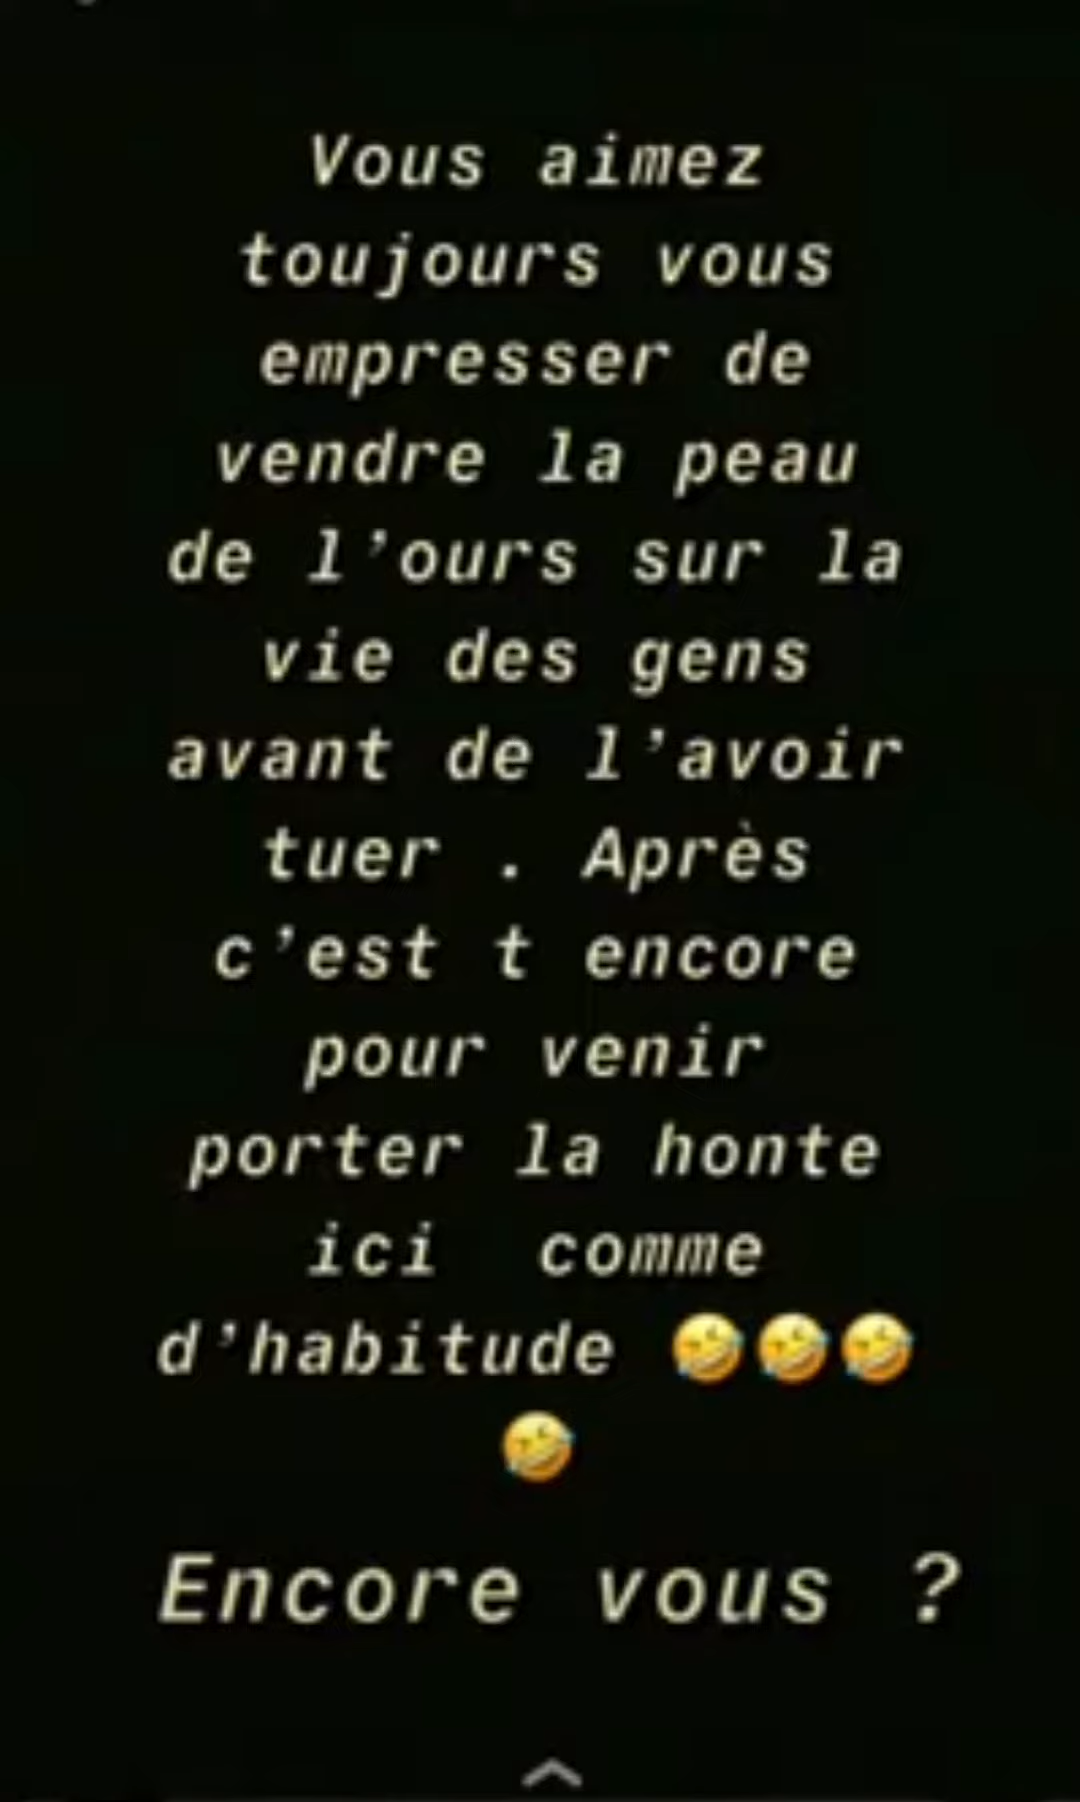 Vous aimez
toujours vous
empresser de
vendre la peau
de l’ours sur la
vie des gens
avant de l’avoir
tuer . Après
c’est t encore
pour venir
porter la honte
ici  comme
d’habitude 🤣🤣🤣
🤣
Encore vous ?